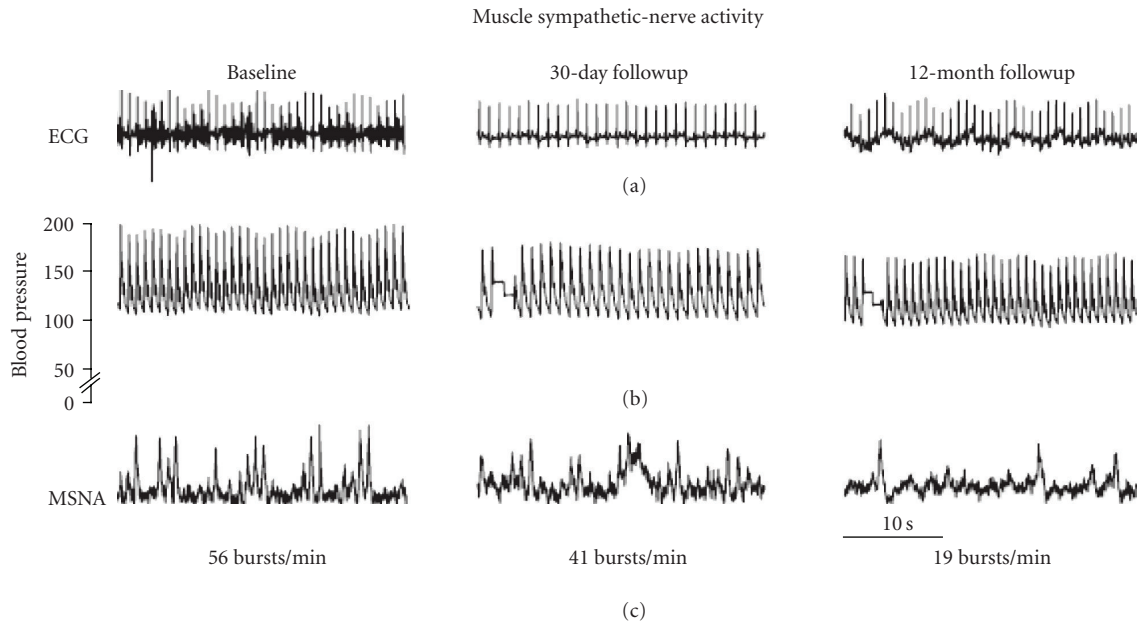 Muscle sympathetic-nerve activity
Baseline
30-day followup
12-month followup
ECG
(a)
Blood pressure
200
150
100
50
0
(b)
MSNA
10 s
56 bursts/min
41 bursts/min
19 bursts/min
(c)